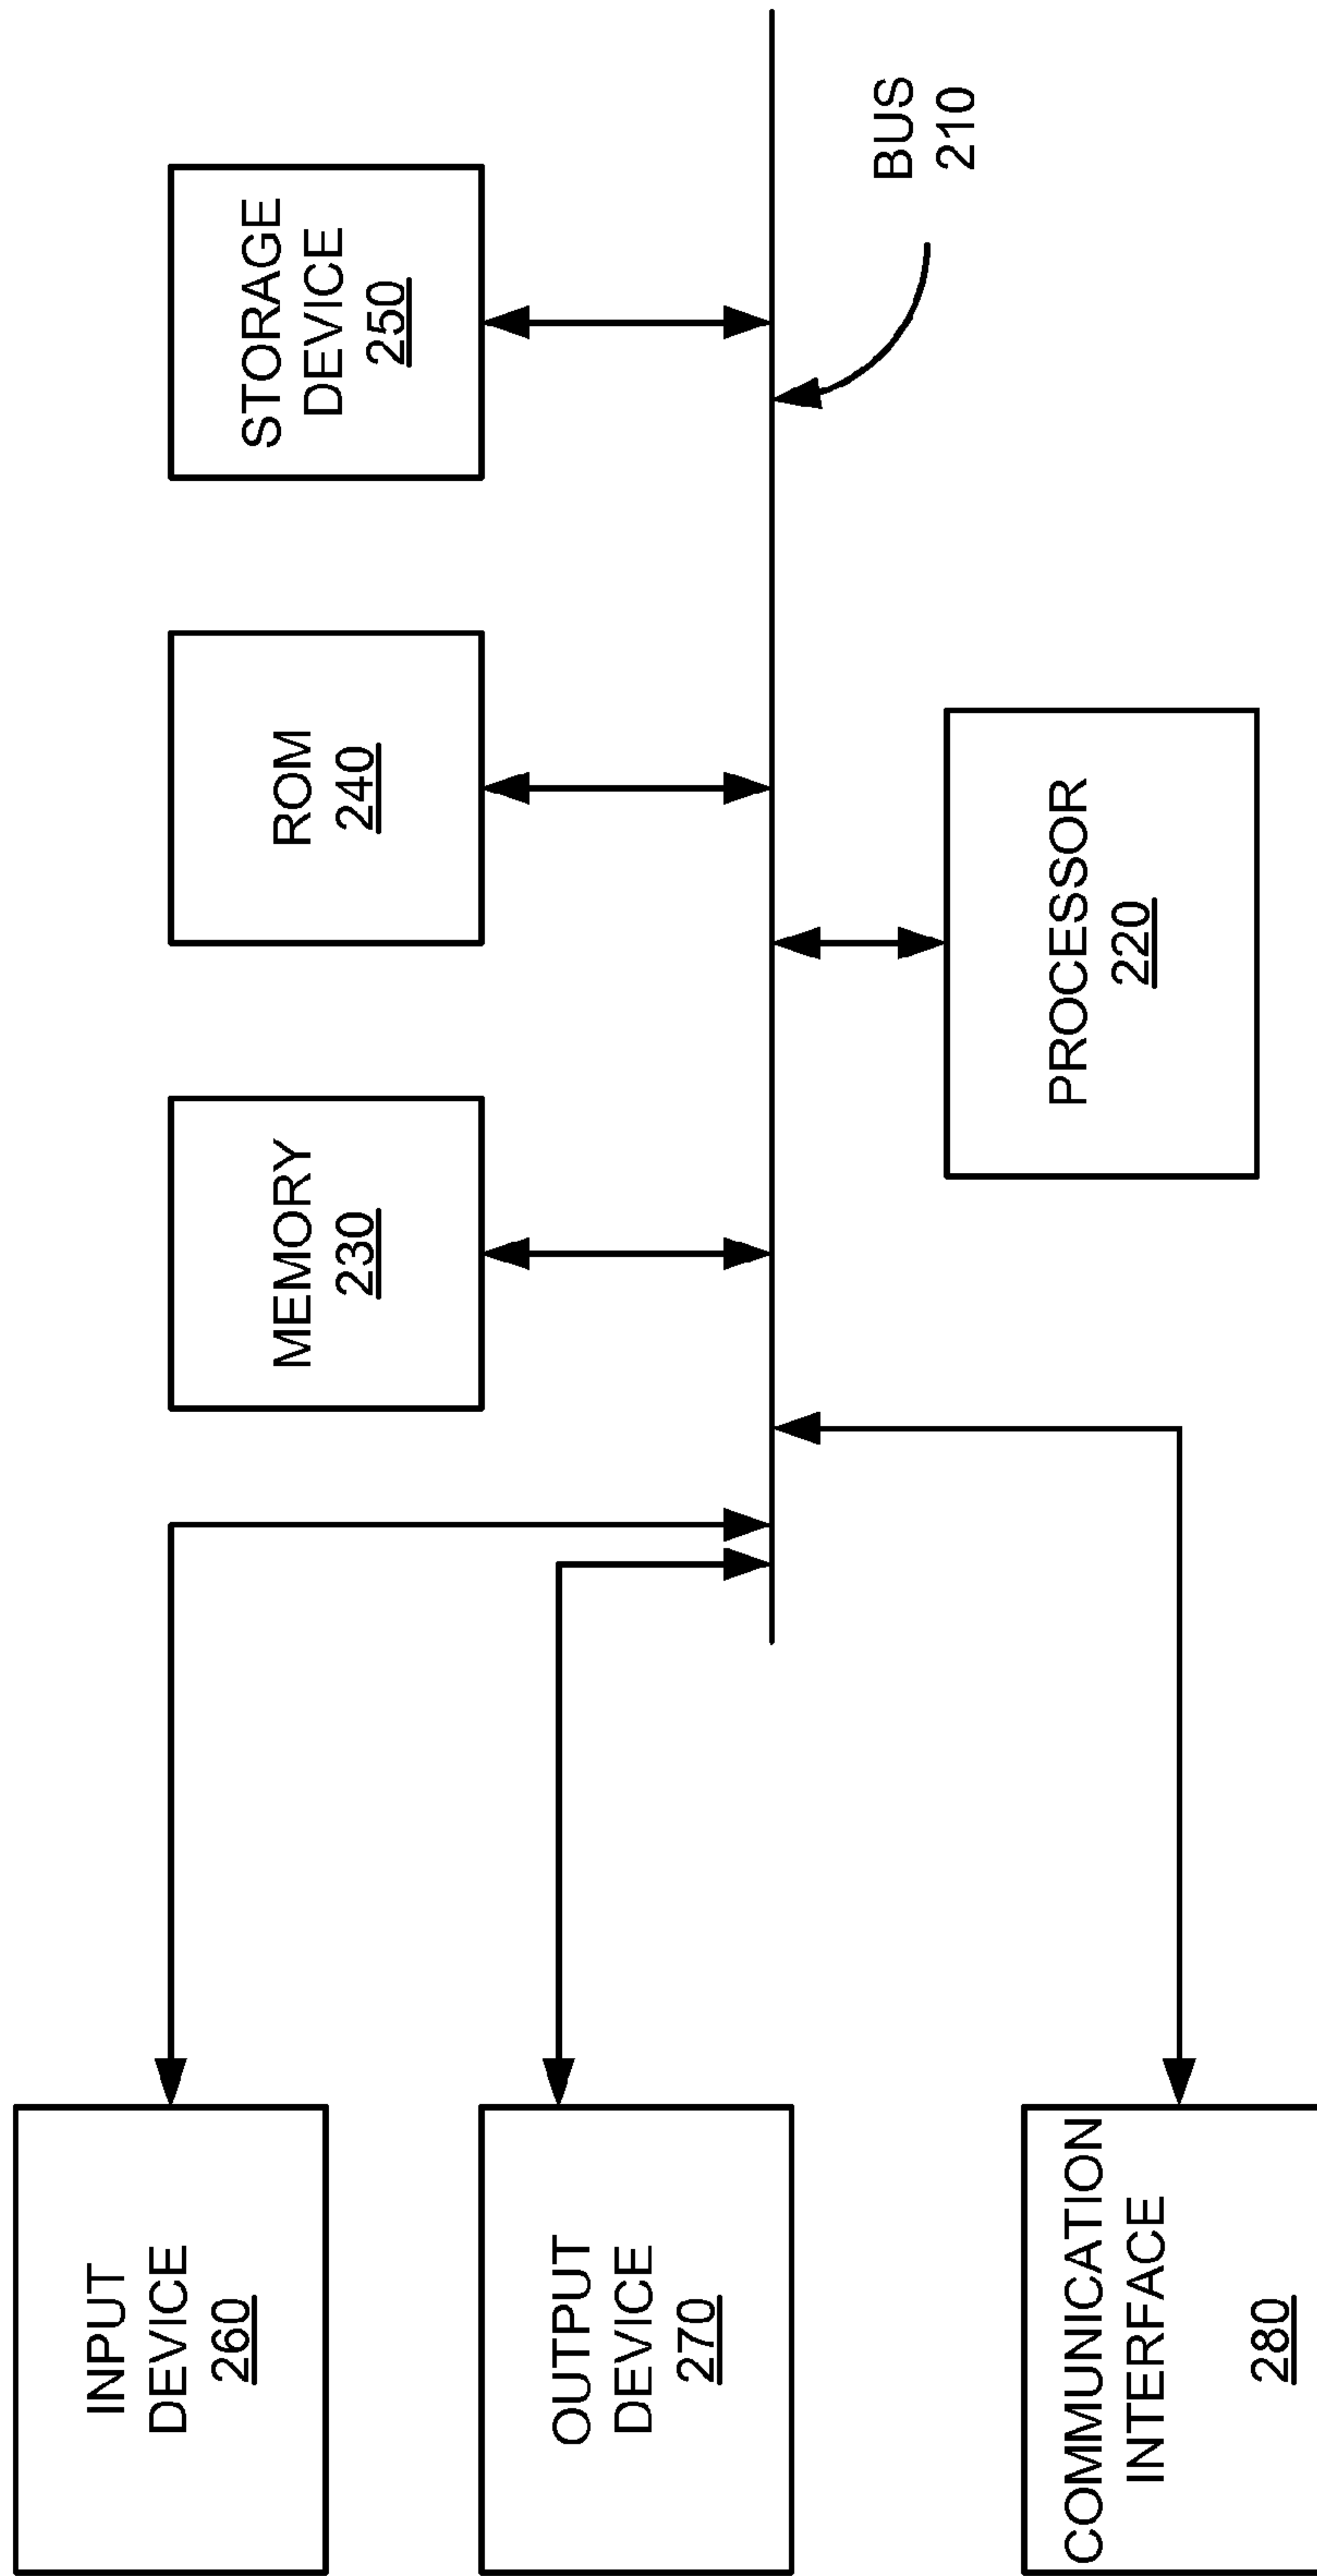 INPUT
DEVICE
260
OUTPUT
DEVICE
270
COMMUNICATION
INTERFACE
280
MEMORY
230
ROM
240
STORAGE
DEVICE
250
PROCESSOR
220
BUS
210